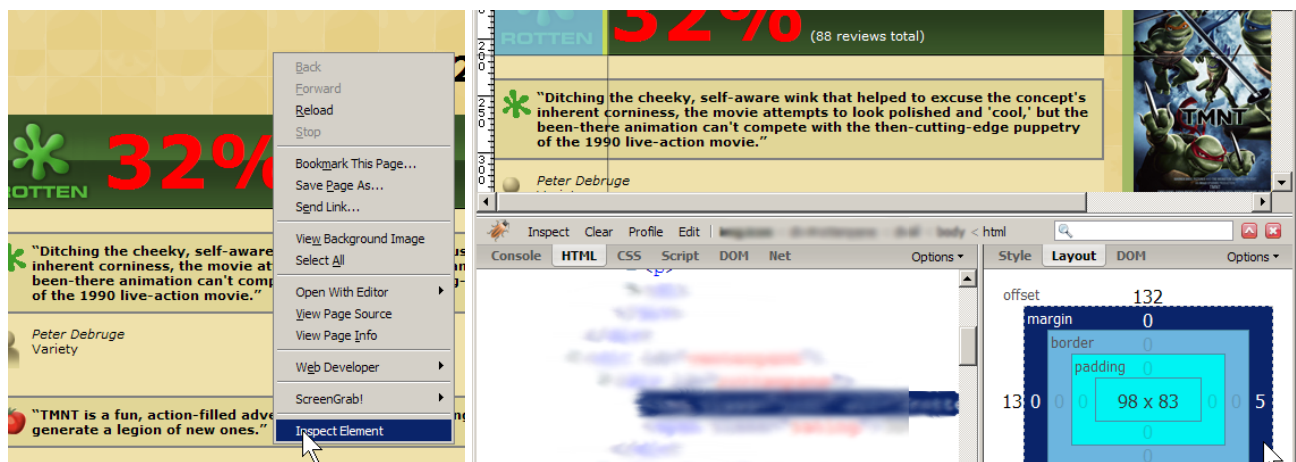 2
32%
ROTTEN
"Ditching the cheeky, self-aware
inherent corniness, the movie at
been-there animation can't comp
of the 1990 live-action movie."
Peter Debruge
Variety
"TMNT is a fun, action-filled adve
generate a legion of new ones."
Back
Forward
Reload
Stop
Bookmark This Page...
Save Page As...
Send Link...
View Background Image
Select All
Open With Editor
View Page Source
View Page Info
Web Developer
ScreenGrab!
Inspect Element
ROTTEN
32%
(88 reviews total)
"Ditching the cheeky, self-aware wink that helped to excuse the concept's
inherent corniness, the movie attempts to look polished and 'cool,' but the
been-there animation can't compete with the then-cutting-edge puppetry
of the 1990 live-action movie."
Peter Debruge
TMNT
Inspect Clear Profile Edit body < html
Console HTML CSS Script DOM Net Options
Style Layout DOM Options
<p>
offset 132
margin 0
border 0
padding 0
13 0 0 0 98 x 83 0 0 5
0
0